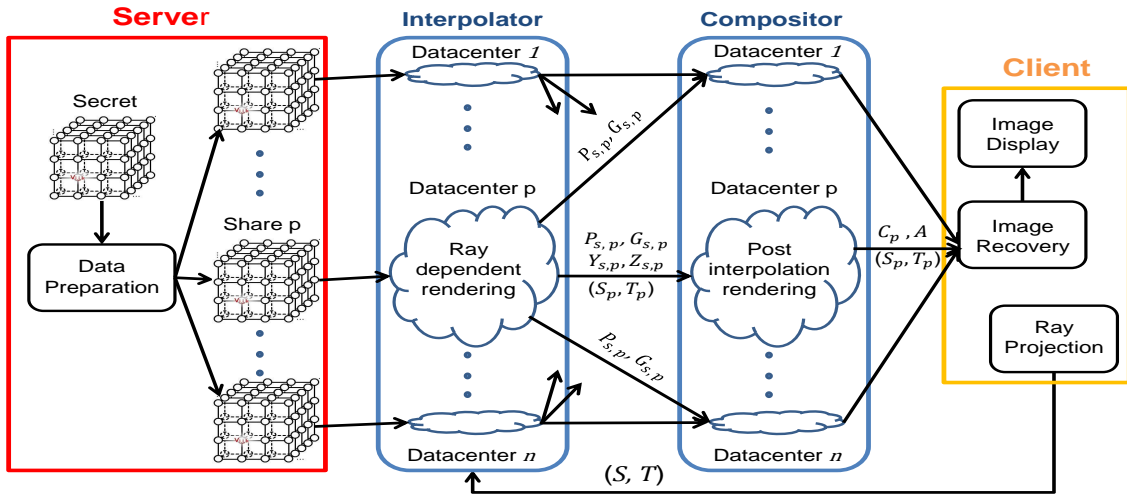 Server
Interpolator
Compositor
Client
Secret
Data
Preparation
Share p
Datacenter 1
Datacenter p
Ray
dependent
rendering
Datacenter n
P_{s,p}, G_{s,p}
P_{s,p}, G_{s,p}
Y_{s,p}, Z_{s,p}
(S_p, T_p)
P_{s,p}, G_{s,p}
Datacenter 1
Datacenter p
Post
interpolation
rendering
Datacenter n
C_p , A
(S_p, T_p)
Image
Display
Image
Recovery
Ray
Projection
(S, T)